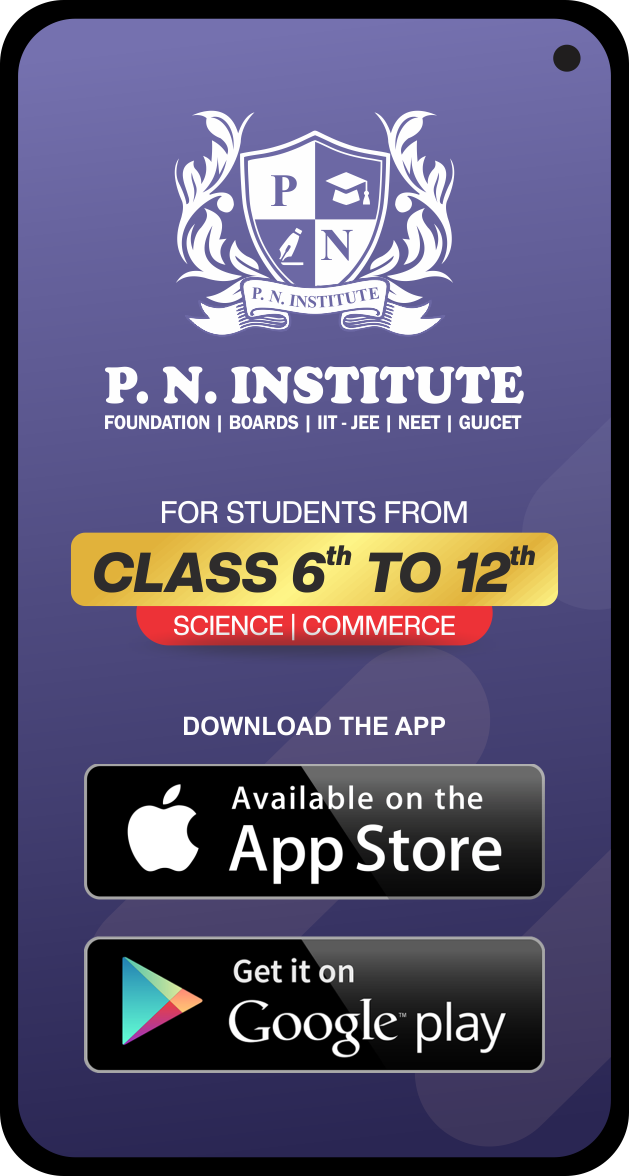 P
N
P. N. INSTITUTE
P. N. INSTITUTE
FOUNDATION | BOARDS | IIT - JEE | NEET | GUJCET
FOR STUDENTS FROM
CLASS 6th TO 12th
SCIENCE | COMMERCE
DOWNLOAD THE APP
Available on the
App Store
Get it on
Google™ play